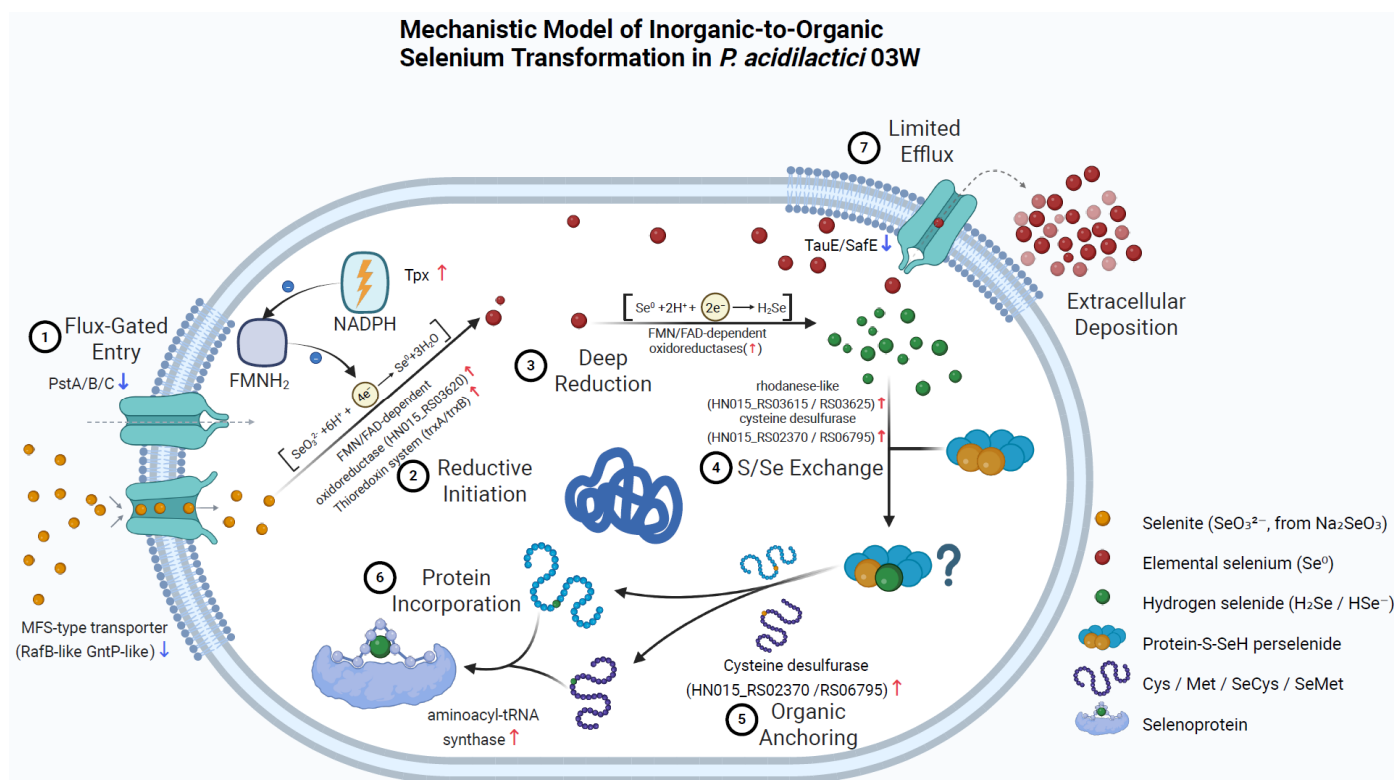 Mechanistic Model of Inorganic-to-Organic
Selenium Transformation in P. acidilactici 03W
7
Limited
Efflux
TauE/SafE ↓
Extracellular
Deposition
1
Flux-Gated
Entry
PstA/B/C ↓
Tpx ↑
NADPH
FMNH₂
[SeO₃²⁻ +6H⁺ + 4e⁻ → Se⁰+3H₂O]
FMN/FAD-dependent
oxidoreductase (HN015_RS03620) ↑
Thioredoxin system (trxA/trxB) ↑
2
Reductive
Initiation
[Se⁰ +2H⁺ + 2e⁻ → H₂Se]
FMN/FAD-dependent
oxidoreductases(↑)
3
Deep
Reduction
rhodanese-like
(HN015_RS03615 / RS03625) ↑
cysteine desulfurase
(HN015_RS02370 / RS06795) ↑
4
S/Se Exchange
?
Cysteine desulfurase
(HN015_RS02370 /RS06795) ↑
5
Organic
Anchoring
6
Protein
Incorporation
aminoacyl-tRNA
synthase ↑
MFS-type transporter
(RafB-like GntP-like) ↓
Selenite (SeO₃²⁻, from Na₂SeO₃)
Elemental selenium (Se⁰)
Hydrogen selenide (H₂Se / HSe⁻)
Protein-S-SeH perselenide
Cys / Met / SeCys / SeMet
Selenoprotein